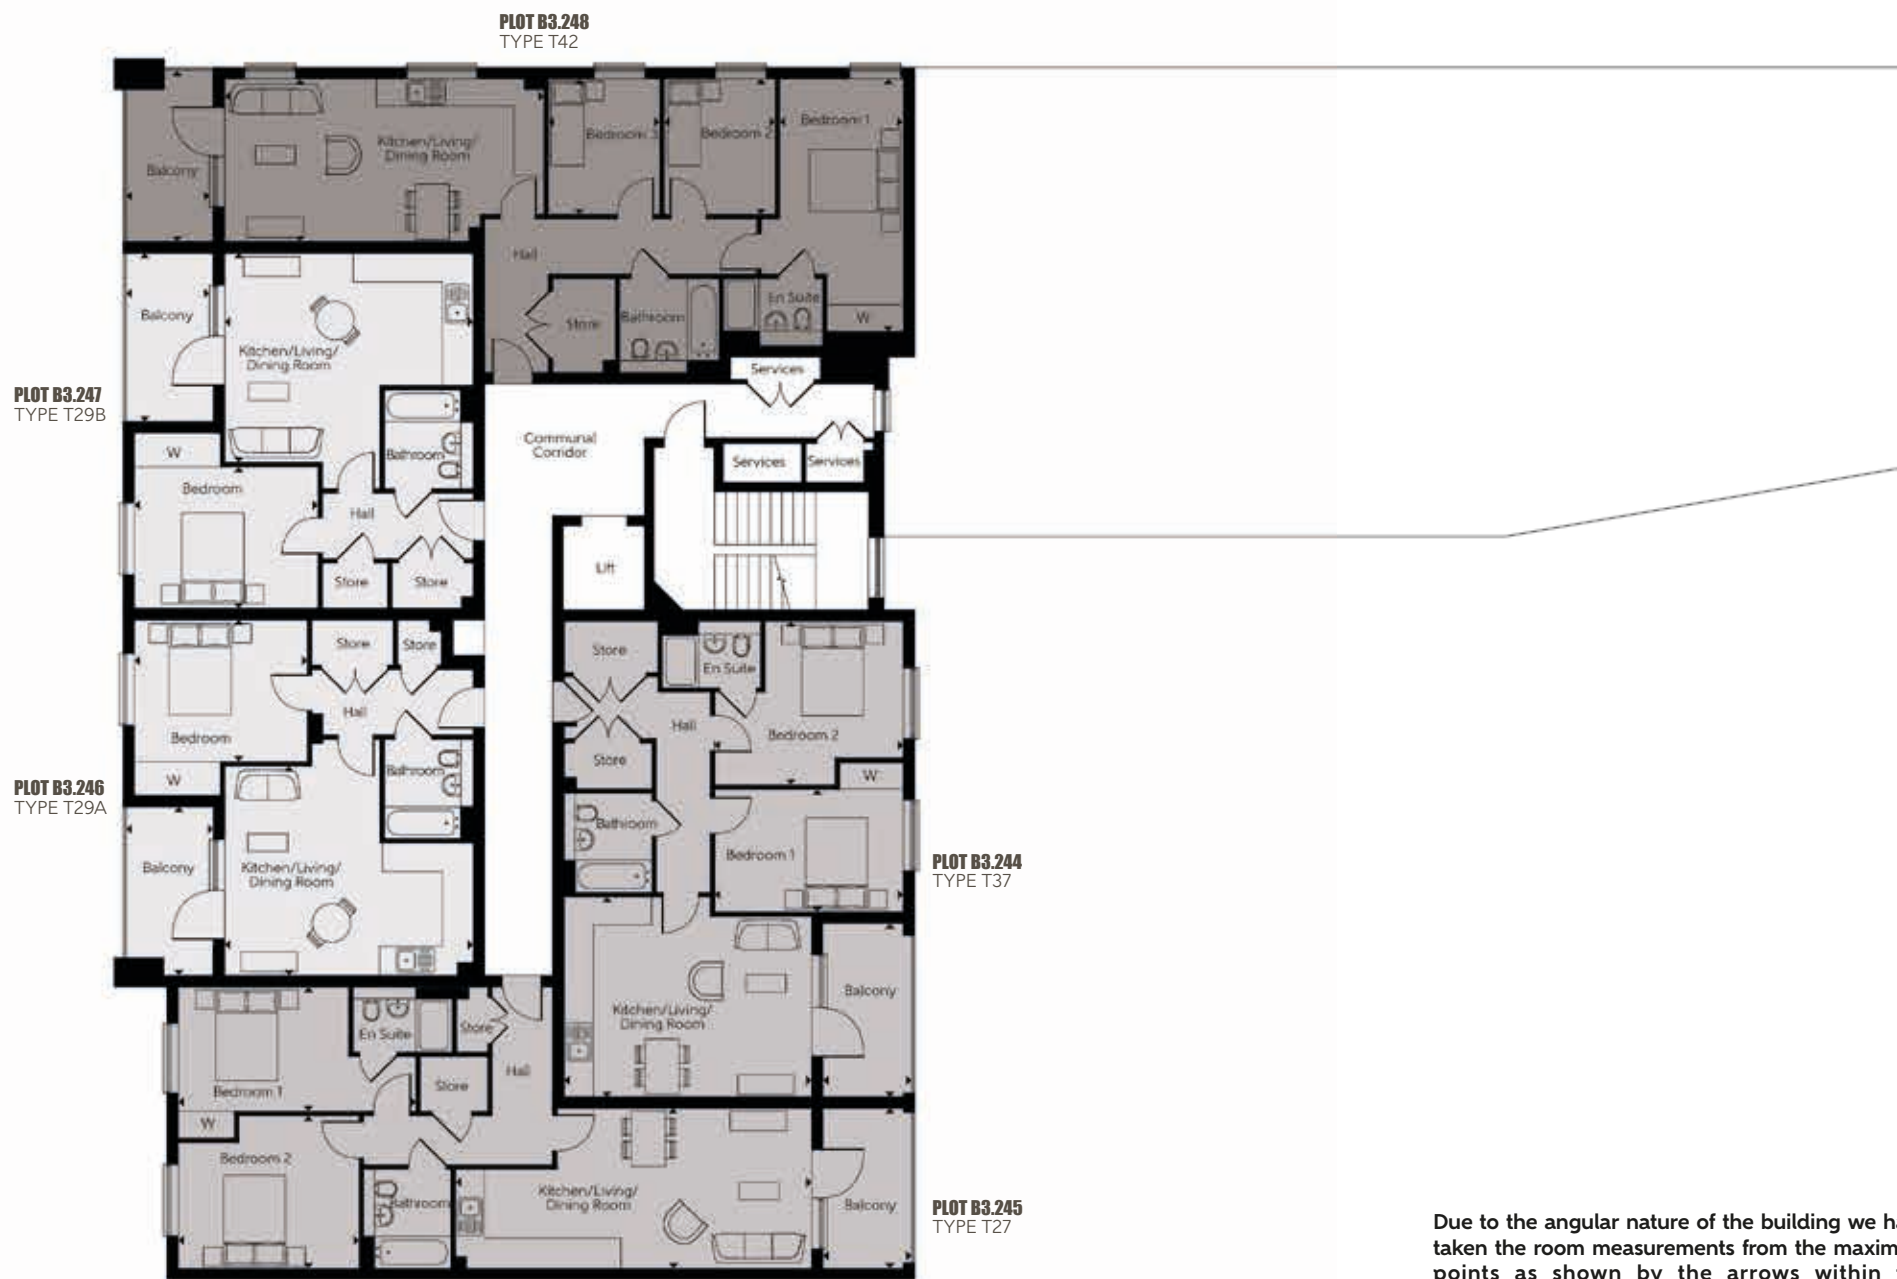 PLOT B3.248
TYPE T42
Balcony
Kitchen/Living/
Dining Room
Bedroom 3
Bedroom 2
Bedroom 1
Hall
Store
Bathroom
En Suite
W
PLOT B3.247
TYPE T29B
Balcony
Kitchen/Living/
Dining Room
Bathroom
W
Bedroom
Hall
Store
Store
Communal
Corridor
Services
Services
Services
Lift
PLOT B3.246
TYPE T29A
Store
Store
Hall
Bedroom
W
Bathroom
Balcony
Kitchen/Living/
Dining Room
PLOT B3.244
TYPE T37
Store
En Suite
Hall
Bedroom 2
Store
W
Bathroom
Bedroom 1
Kitchen/Living/
Dining Room
Balcony
PLOT B3.245
TYPE T27
En Suite
Store
Hall
Bedroom 1
Store
W
Bedroom 2
Bathroom
Kitchen/Living/
Dining Room
Balcony
Due to the angular nature of the building we
taken the room measurements from the
points as shown by the arrows within